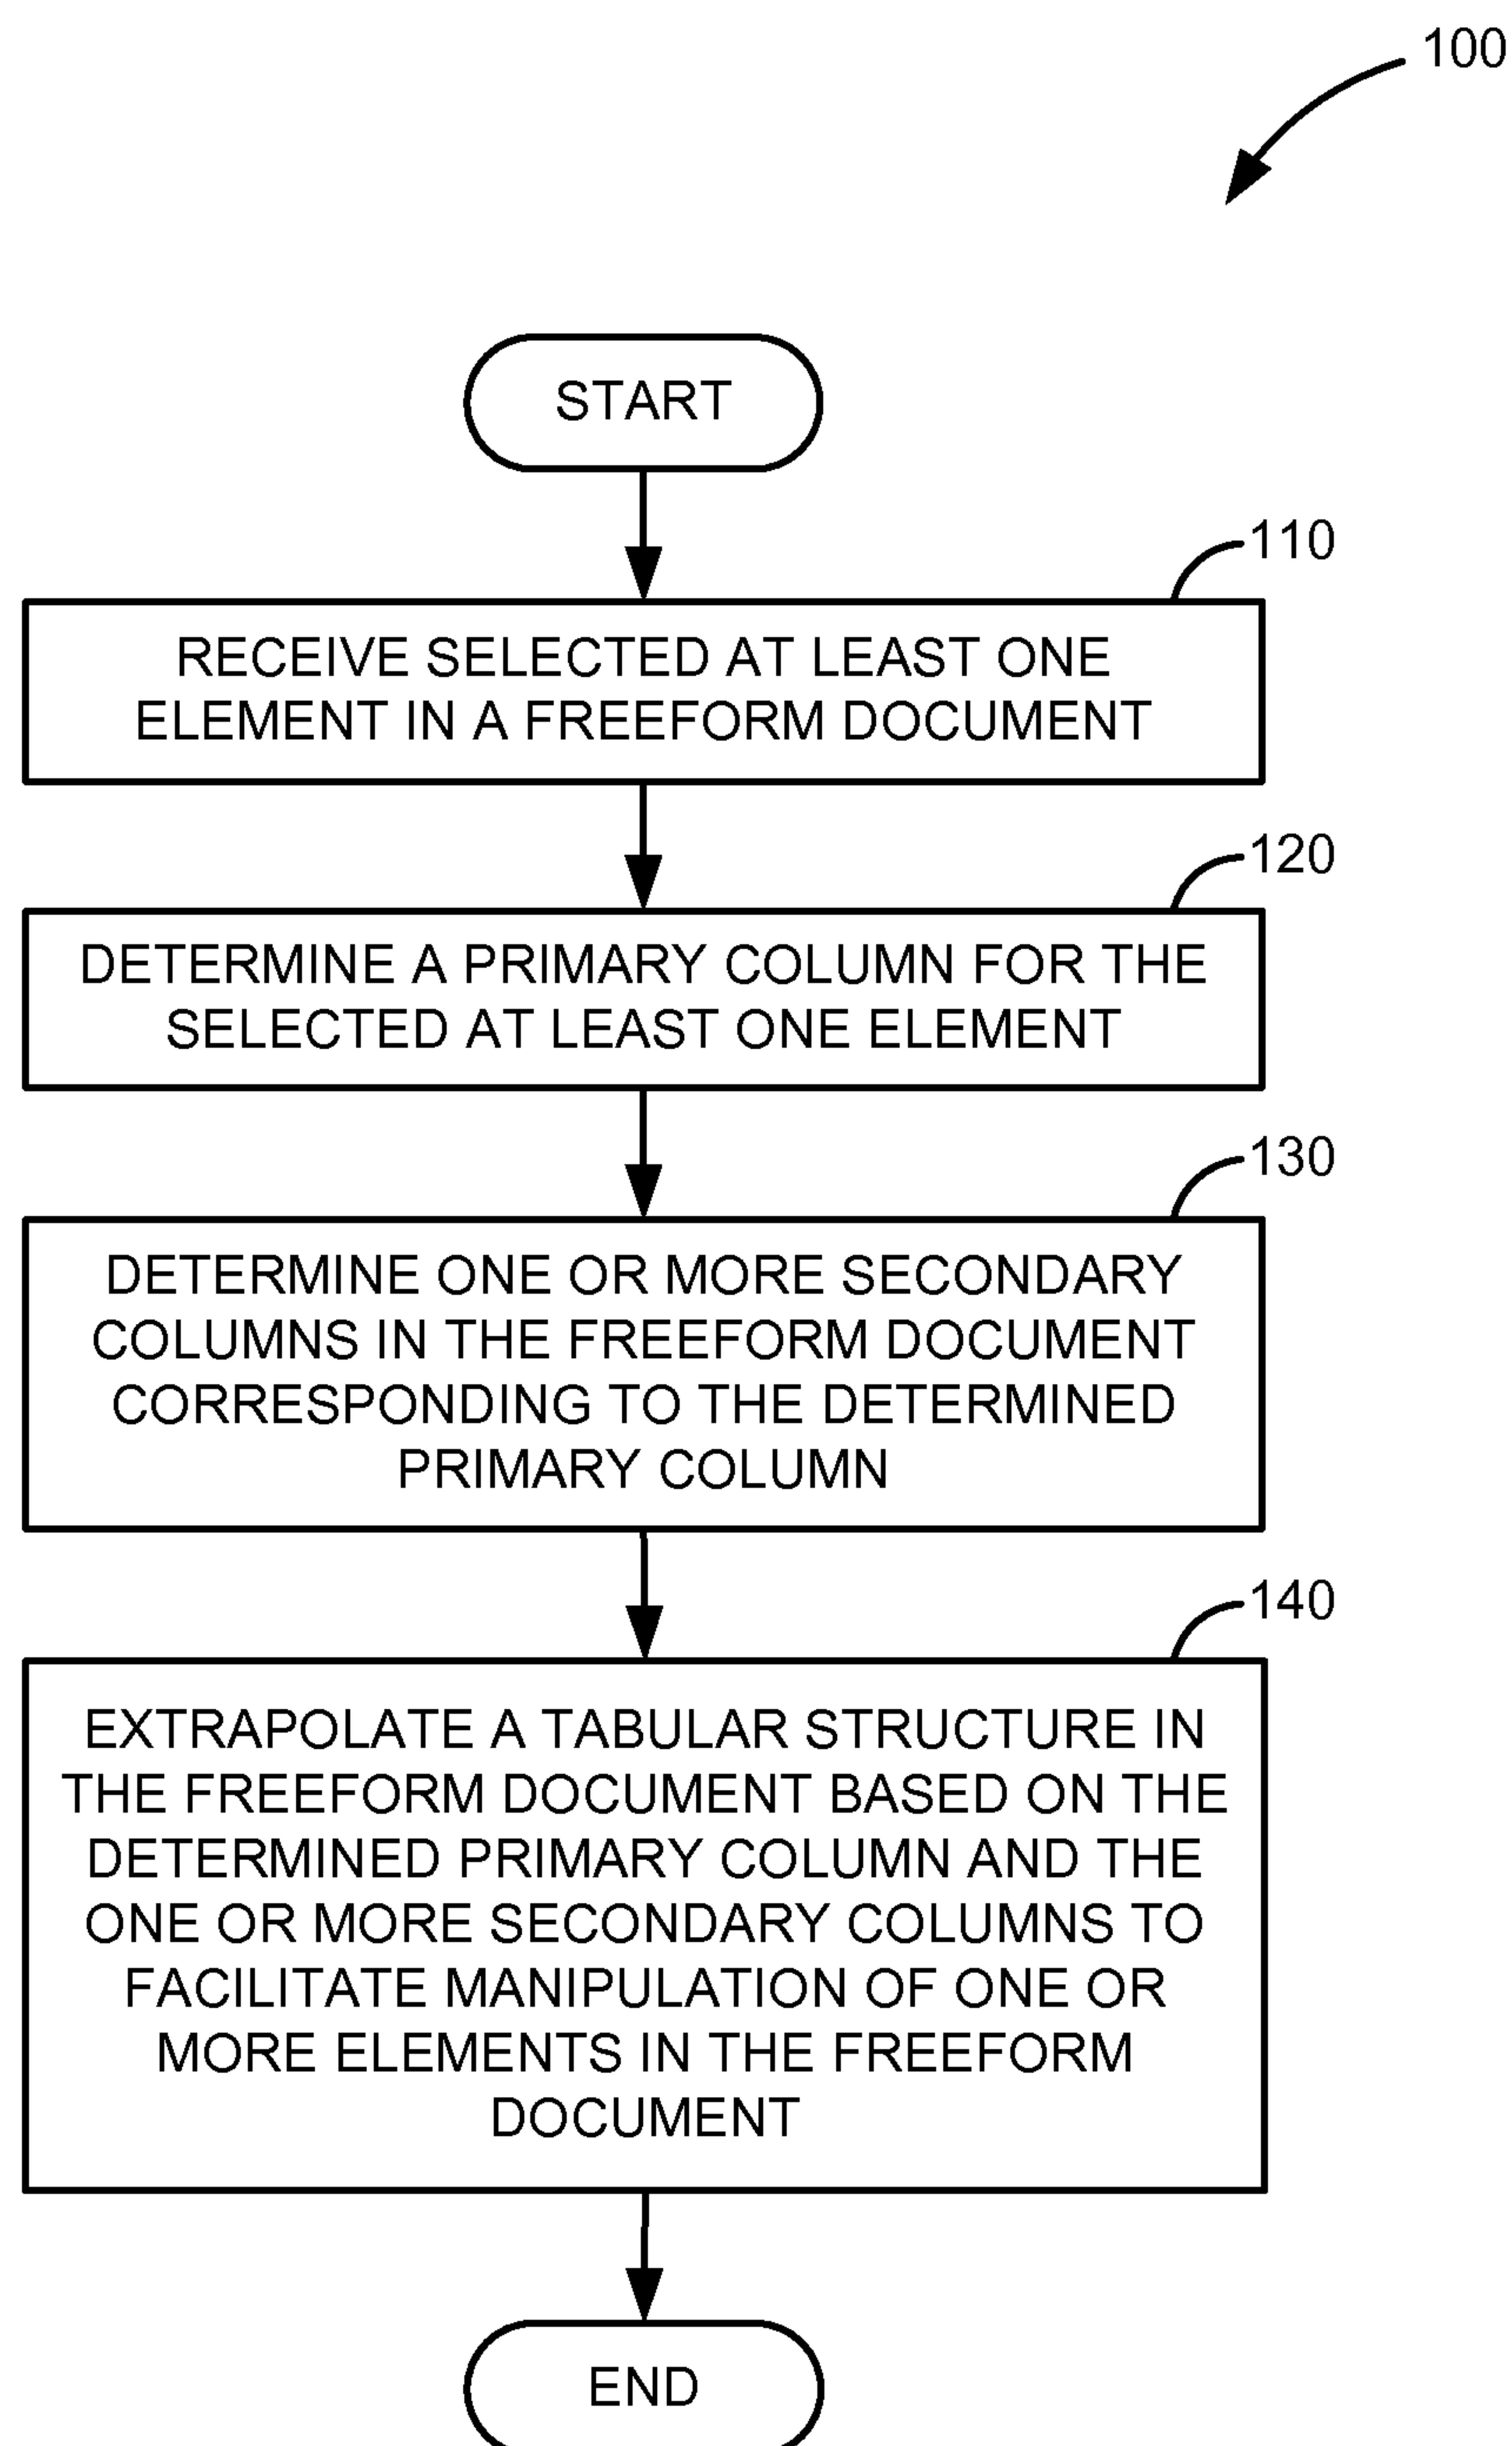 100
START
110
RECEIVE SELECTED AT LEAST ONE
ELEMENT IN A FREEFORM DOCUMENT
120
DETERMINE A PRIMARY COLUMN FOR THE
SELECTED AT LEAST ONE ELEMENT
130
DETERMINE ONE OR MORE SECONDARY
COLUMNS IN THE FREEFORM DOCUMENT
CORRESPONDING TO THE DETERMINED
PRIMARY COLUMN
140
EXTRAPOLATE A TABULAR STRUCTURE IN
THE FREEFORM DOCUMENT BASED ON THE
DETERMINED PRIMARY COLUMN AND THE
ONE OR MORE SECONDARY COLUMNS TO
FACILITATE MANIPULATION OF ONE OR
MORE ELEMENTS IN THE FREEFORM
DOCUMENT
END